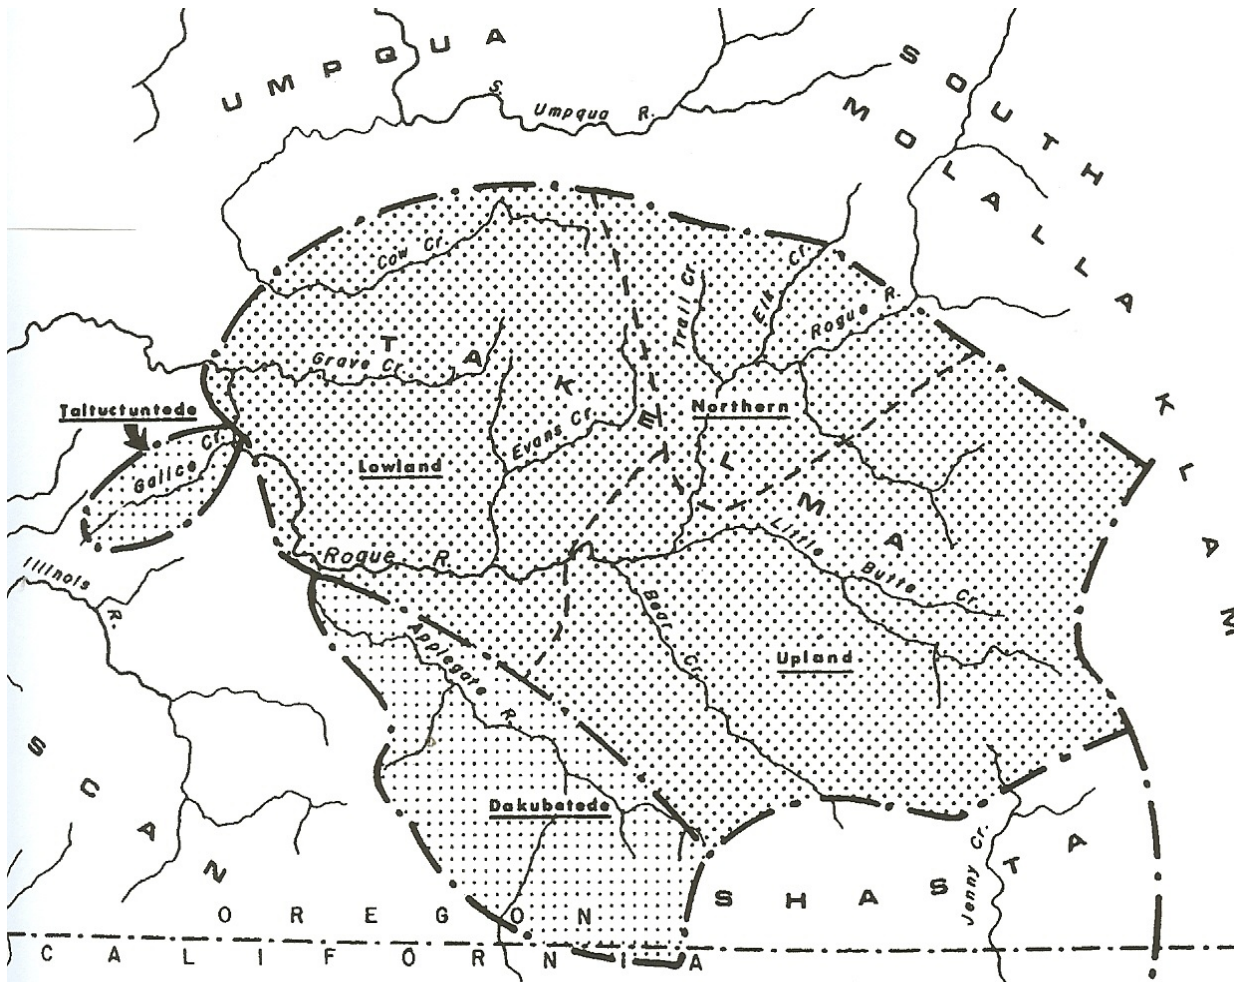 UMPQUA
SOUTH
MOLALLA
S. Umpqua R.
Cow Cr.
Elk Cr.
Trail Cr.
Rogue R.
TAKELMA
Grave Cr.
Taltuctuntede
Northern
KLAM
Evans Cr.
Galice Cr.
Lowland
Rogue R.
Little Butte Cr.
Illinois R.
Bear Cr.
Applegate R.
Upland
SCAN
Dakubetede
SHASTA
Jenny Cr.
OREGON
CALIFORNIA